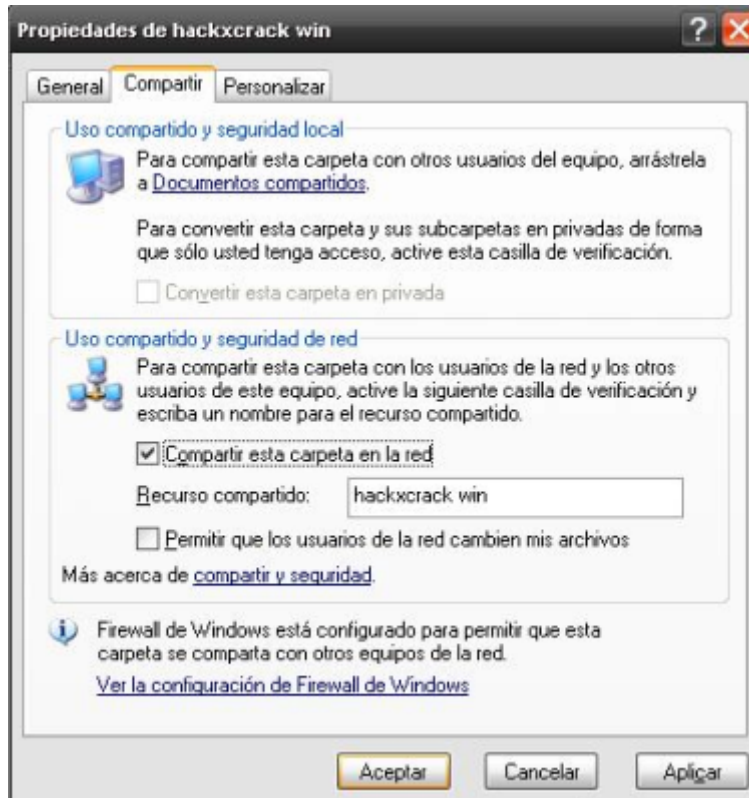 Propiedades de hackxcrack win
General Compartir Personalizar
Uso compartido y seguridad local
Para compartir esta carpeta con otros usuarios del equipo, arrástrela
a Documentos compartidos.
Para convertir esta carpeta y sus subcarpetas en privadas de forma
que sólo usted tenga acceso, active esta casilla de verificación.
Convertir esta carpeta en privada
Uso compartido y seguridad de red
Para compartir esta carpeta con los usuarios de la red y los otros
usuarios de este equipo, active la siguiente casilla de verificación y
escriba un nombre para el recurso compartido.
Compartir esta carpeta en la red
Recurso compartido: hackxcrack win
Permitir que los usuarios de la red cambien mis archivos
Más acerca de compartir y seguridad.
Firewall de Windows está configurado para permitir que esta
carpeta se comparta con otros equipos de la red.
Ver la configuración de Firewall de Windows
Aceptar Cancelar Aplicar